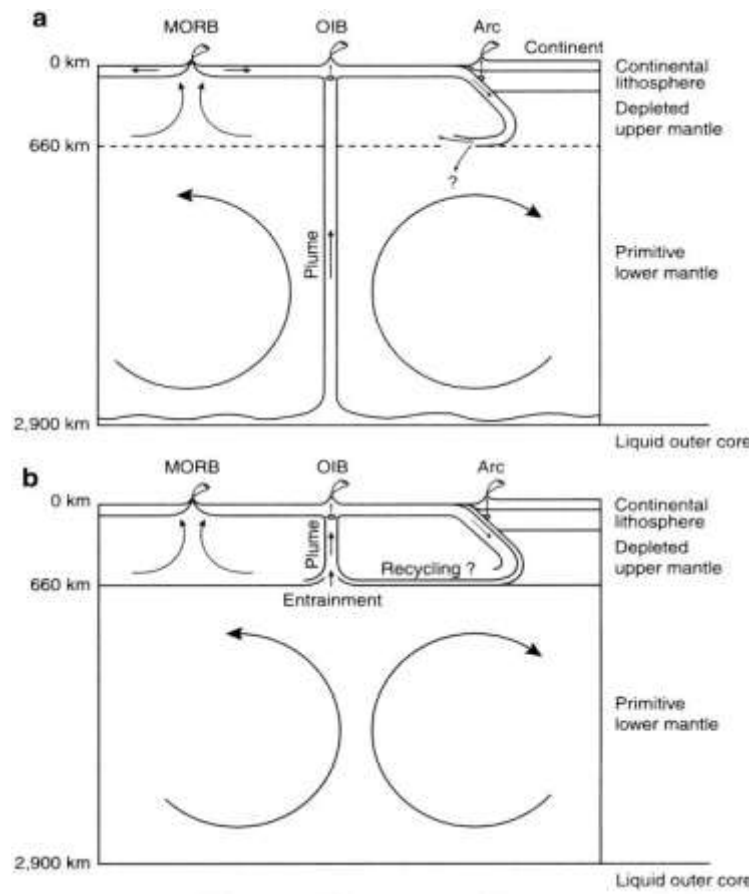 a
MORB OIB Arc
Continent
0 km
Continental
lithosphere
Depleted
upper mantle
660 km
?
Plume
Primitive
lower mantle
2,900 km
Liquid outer core
b
MORB OIB Arc
0 km
Continental
lithosphere
Plume
Depleted
upper mantle
Recycling ?
660 km
Entrainment
Primitive
lower mantle
2,900 km
Liquid outer core